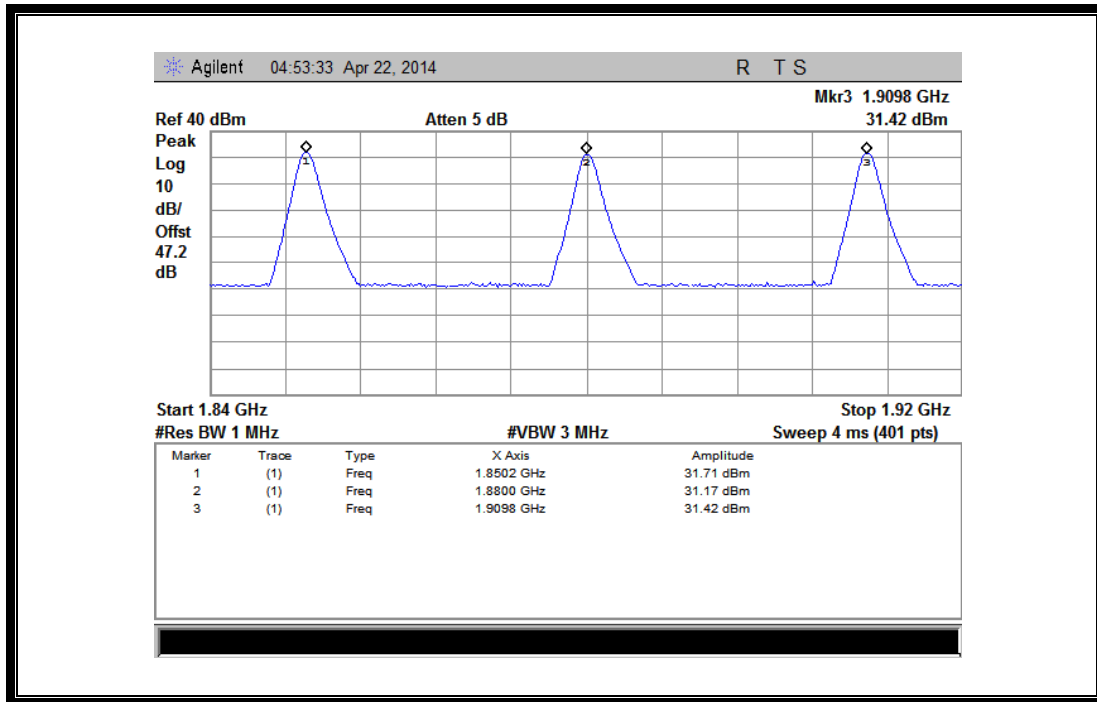 Agilent 04:53:33 Apr 22, 2014 R T S
Mkr3 1.9098 GHz
Ref 40 dBm Atten 5 dB 31.42 dBm
Peak
Log
10
dB/
Offst
47.2
dB
1
2
3
Start 1.84 GHz Stop 1.92 GHz
#Res BW 1 MHz #VBW 3 MHz Sweep 4 ms (401 pts)
Marker Trace Type X Axis Amplitude
1 (1) Freq 1.8502 GHz 31.71 dBm
2 (1) Freq 1.8800 GHz 31.17 dBm
3 (1) Freq 1.9098 GHz 31.42 dBm